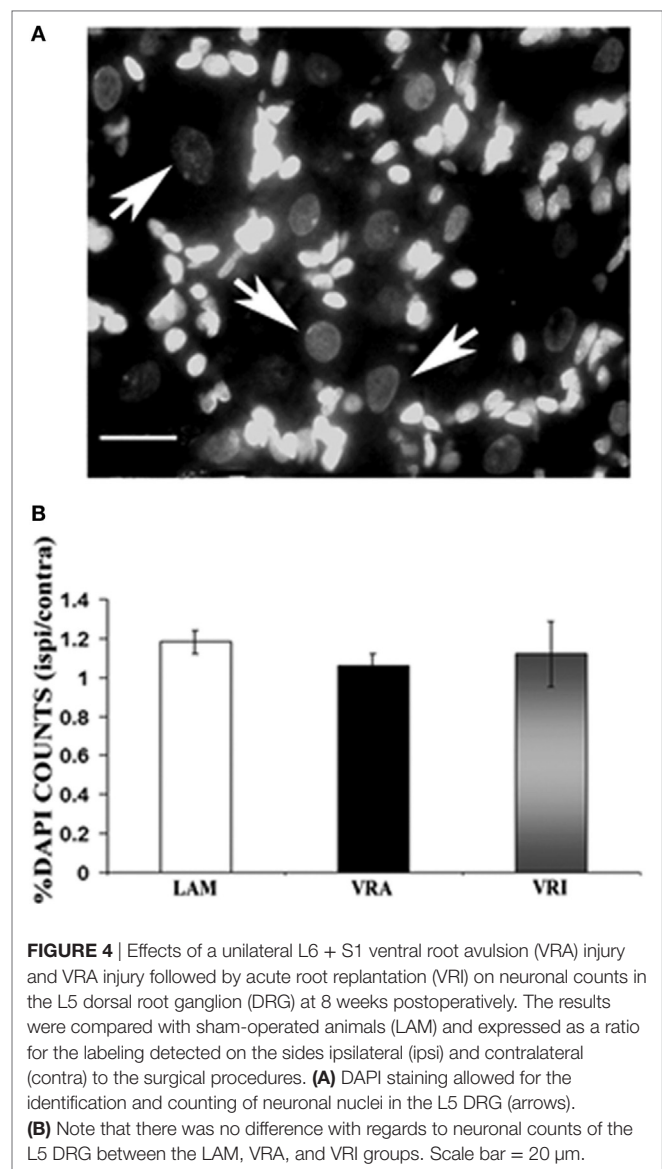 A
B
%DAPI COUNTS (ispi/contra)
1.4
1.2
1
0.8
0.6
0.4
0.2
0
LAM VRA VRI
FIGURE 4 | Effects of a unilateral L6 + S1 ventral root avulsion (VRA) injury
and VRA injury followed by acute root replantation (VRI) on neuronal counts in
the L5 dorsal root ganglion (DRG) at 8 weeks postoperatively. The results
were compared with sham-operated animals (LAM) and expressed as a ratio
for the labeling detected on the sides ipsilateral (ipsi) and contralateral
(contra) to the surgical procedures. (A) DAPI staining allowed for the
identification and counting of neuronal nuclei in the L5 DRG (arrows).
(B) Note that there was no difference with regards to neuronal counts of the
L5 DRG between the LAM, VRA, and VRI groups. Scale bar = 20 µm.